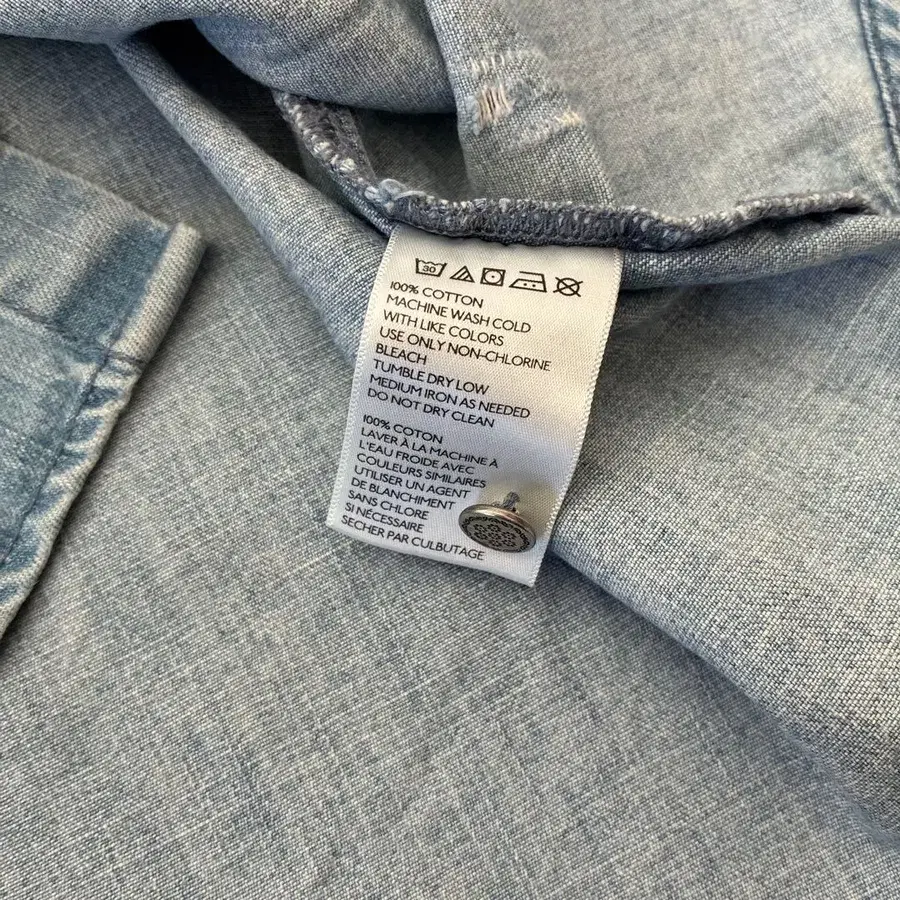 30
100% COTTON
MACHINE WASH COLD
WITH LIKE COLORS
USE ONLY NON-CHLORINE
BLEACH
TUMBLE DRY LOW
MEDIUM IRON AS NEEDED
DO NOT DRY CLEAN
100% COTON
LAVER À LA MACHINE À
L'EAU FROIDE AVEC
COULEURS SIMILAIRES
UTILISER UN AGENT
DE BLANCHIMENT
SANS CHLORE
SI NÉCESSAIRE
SECHER PAR CULBUTAGE